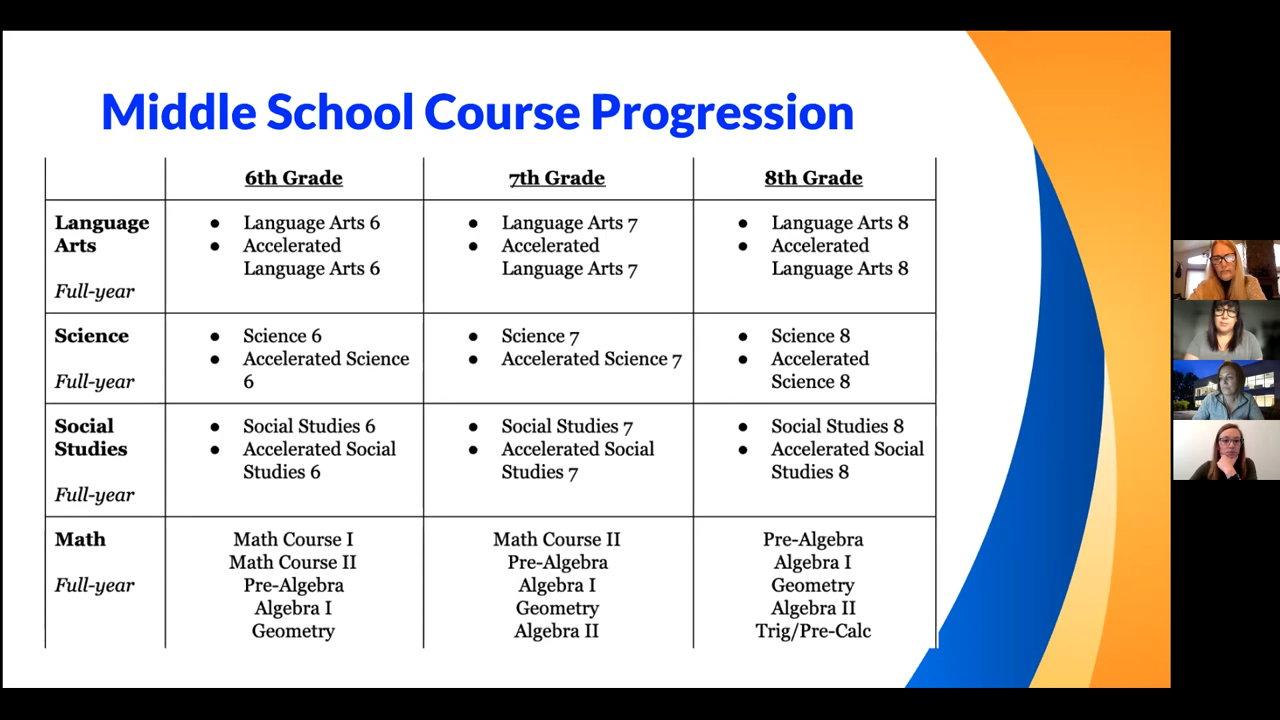 Middle School Course Progression
6th Grade
7th Grade
8th Grade
Language
Arts
Full-year
● Language Arts 6
● Accelerated
Language Arts 6
● Language Arts 7
● Accelerated
Language Arts 7
● Language Arts 8
● Accelerated
Language Arts 8
Science
Full-year
● Science 6
● Accelerated Science
6
● Science 7
● Accelerated Science 7
● Science 8
● Accelerated
Science 8
Social
Studies
Full-year
● Social Studies 6
● Accelerated Social
Studies 6
● Social Studies 7
● Accelerated Social
Studies 7
● Social Studies 8
● Accelerated Social
Studies 8
Math
Full-year
Math Course I
Math Course II
Pre-Algebra
Algebra I
Geometry
Math Course II
Pre-Algebra
Algebra I
Geometry
Algebra II
Pre-Algebra
Algebra I
Geometry
Algebra II
Trig/Pre-Calc